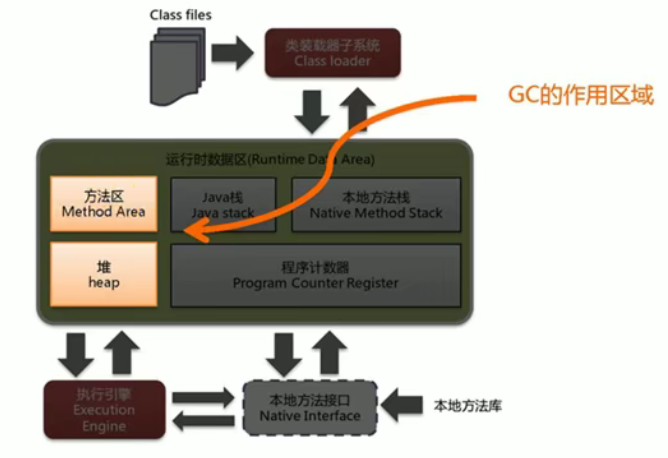 Class files
类装载器子系统
Class loader
GC的作用区域
运行时数据区(Runtime Data Area)
方法区
Method Area
Java栈
Java stack
本地方法栈
Native Method Stack
堆
heap
程序计数器
Program Counter Register
执行引擎
Execution
Engine
本地方法接口
Native Interface
本地方法库